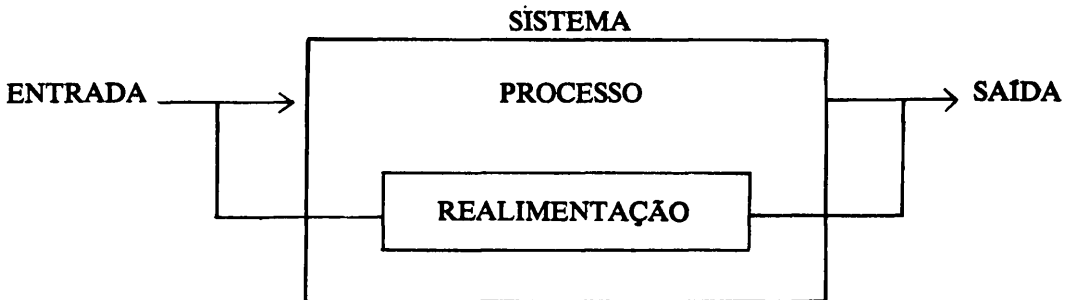 SISTEMA
ENTRADA
PROCESSO
SAÍDA
REALIMENTAÇÃO